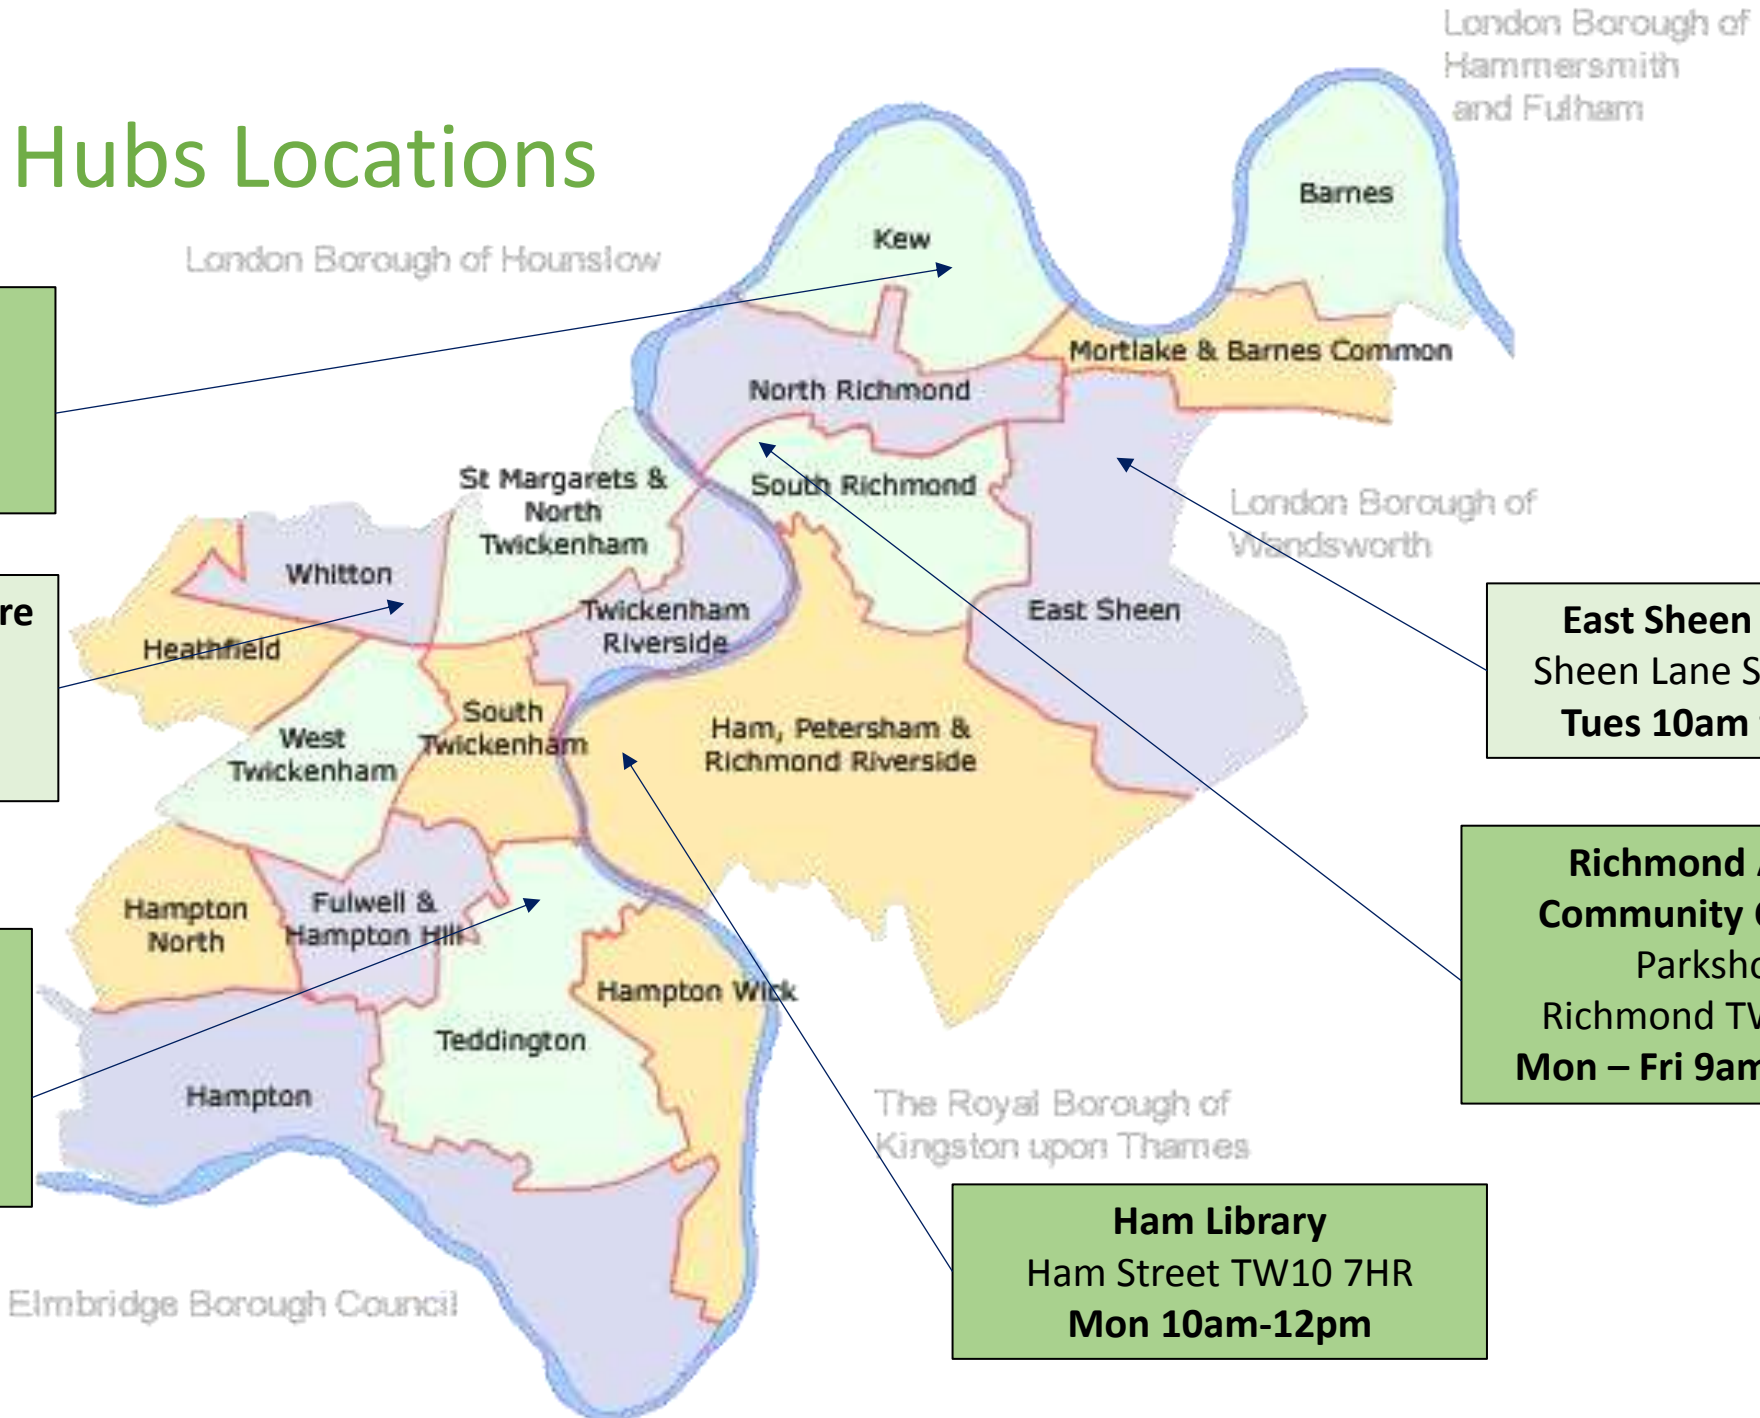 London Borough of
Hammersmith
and Fulham
Hubs Locations
Barnes
Kew
London Borough of Hounslow
Mortlake & Barnes Common
North Richmond
St Margarets &
North
Twickenham
South Richmond
London Borough of
Wandsworth
Whitton
Twickenham
Riverside
East Sheen
re
Heathfield
East Sheen
Sheen Lane
Tues 10am
South
Twickenham
West
Twickenham
Ham, Petersham &
Richmond Riverside
Richmond
Community
Richmond
Mon – Fri 9am
Hampton
North
Fulwell &
Hampton Hill
Hampton Wick
Teddington
Hampton
The Royal Borough of
Kingston upon Thames
Ham Library
Ham Street TW10 7HR
Mon 10am-12pm
Elmbridge Borough Council